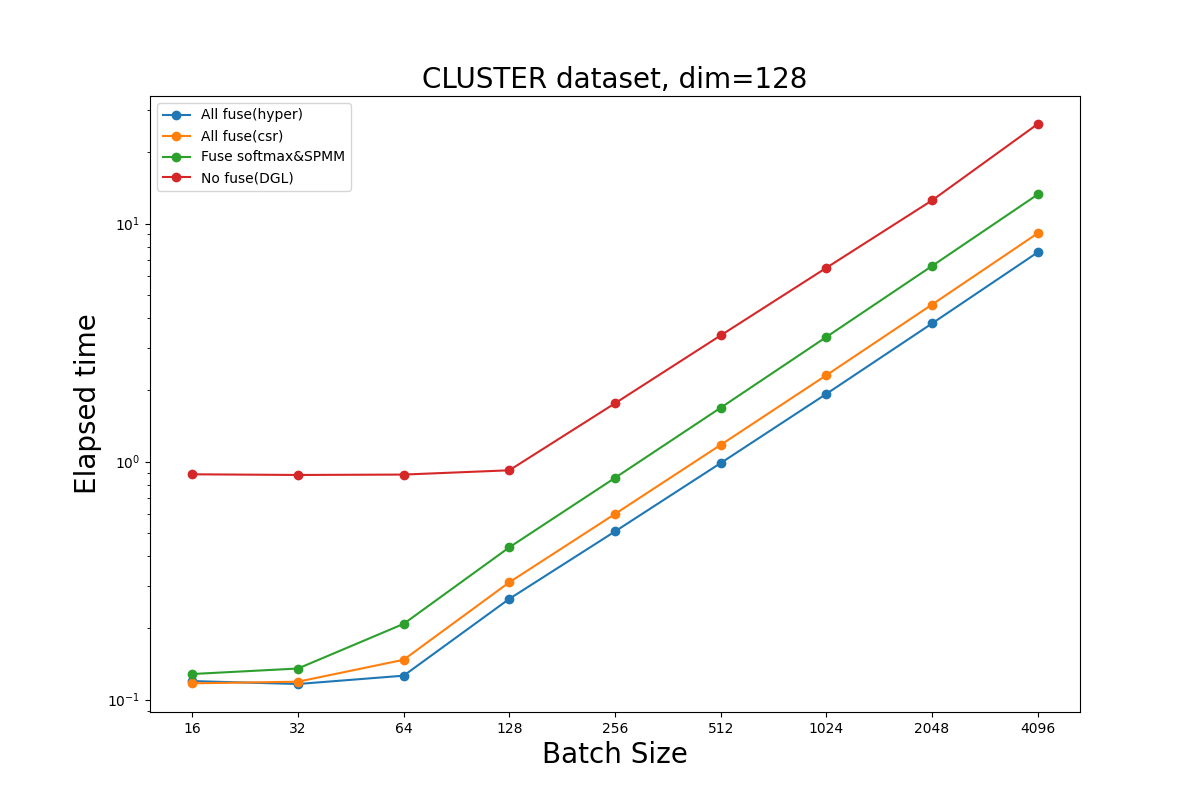 CLUSTER dataset, dim=128
All fuse(hyper)
All fuse(csr)
Fuse softmax&SPMM
No fuse(DGL)
10¹
10⁰
10⁻¹
Elapsed time
16 32 64 128 256 512 1024 2048 4096
Batch Size